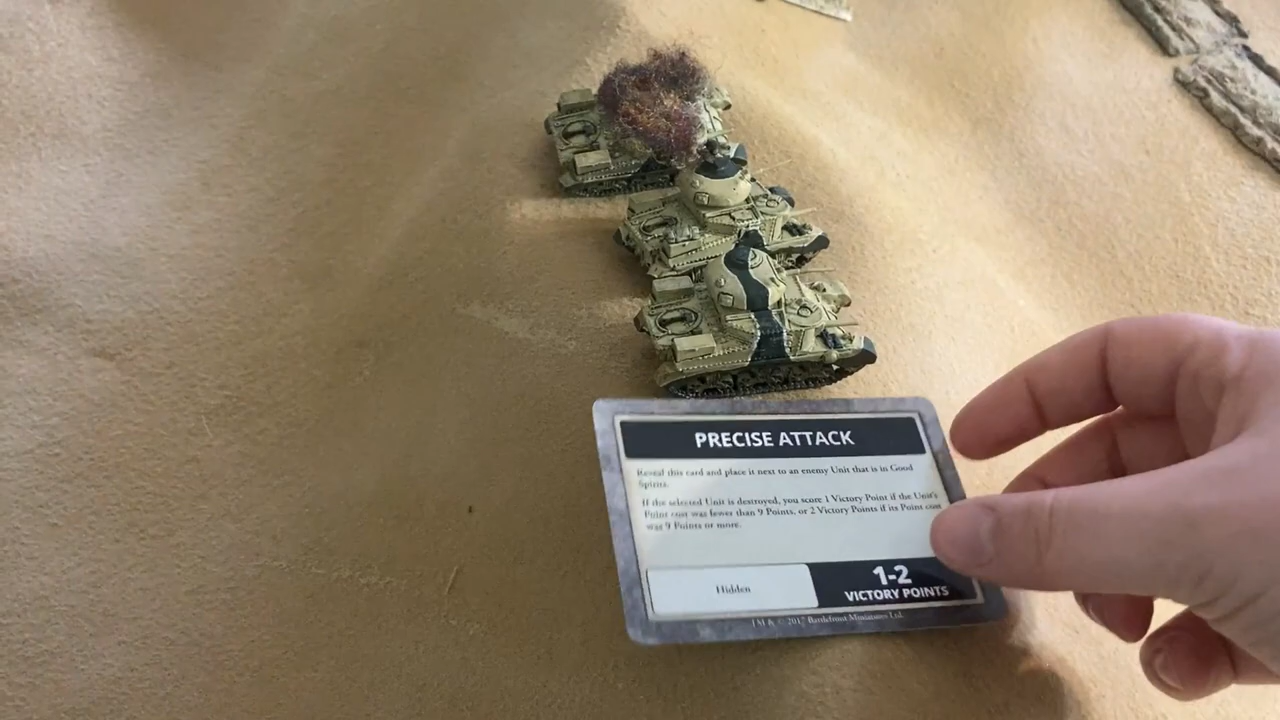 PRECISE ATTACK
Reveal this card and place it next to an enemy Unit that is in Good
Spirits.
If the selected Unit is destroyed, you score 1 Victory Point if the Unit's
Point cost was fewer than 9 Points, or 2 Victory Points if its Point cost
was 9 Points or more.
Hidden
1-2
VICTORY POINTS
TM & © 2017 Battlefront Miniatures Ltd.